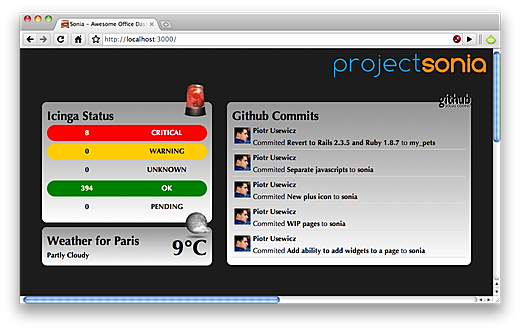 Sonia – Awesome Office Das
http://localhost:3000/
projectsonia
Icinga Status
8 CRITICAL
0 WARNING
0 UNKNOWN
394 OK
0 PENDING
Weather for Paris
Partly Cloudy
9°C
github
SOCIAL CODING
Github Commits
Piotr Usewicz
Commited Revert to Rails 2.3.5 and Ruby 1.8.7 to my_pets
Piotr Usewicz
Commited Separate javascripts to sonia
Piotr Usewicz
Commited New plus icon to sonia
Piotr Usewicz
Commited WIP pages to sonia
Piotr Usewicz
Commited Add ability to add widgets to a page to sonia